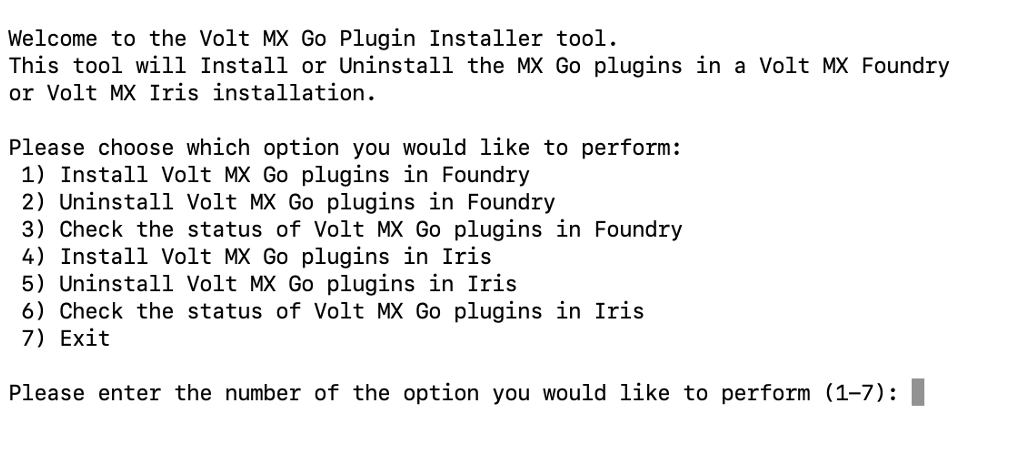 Welcome to the Volt MX Go Plugin Installer tool.
This tool will Install or Uninstall the MX Go plugins in a Volt MX Foundry
or Volt MX Iris installation.
Please choose which option you would like to perform:
1) Install Volt MX Go plugins in Foundry
2) Uninstall Volt MX Go plugins in Foundry
3) Check the status of Volt MX Go plugins in Foundry
4) Install Volt MX Go plugins in Iris
5) Uninstall Volt MX Go plugins in Iris
6) Check the status of Volt MX Go plugins in Iris
7) Exit
Please enter the number of the option you would like to perform (1–7):